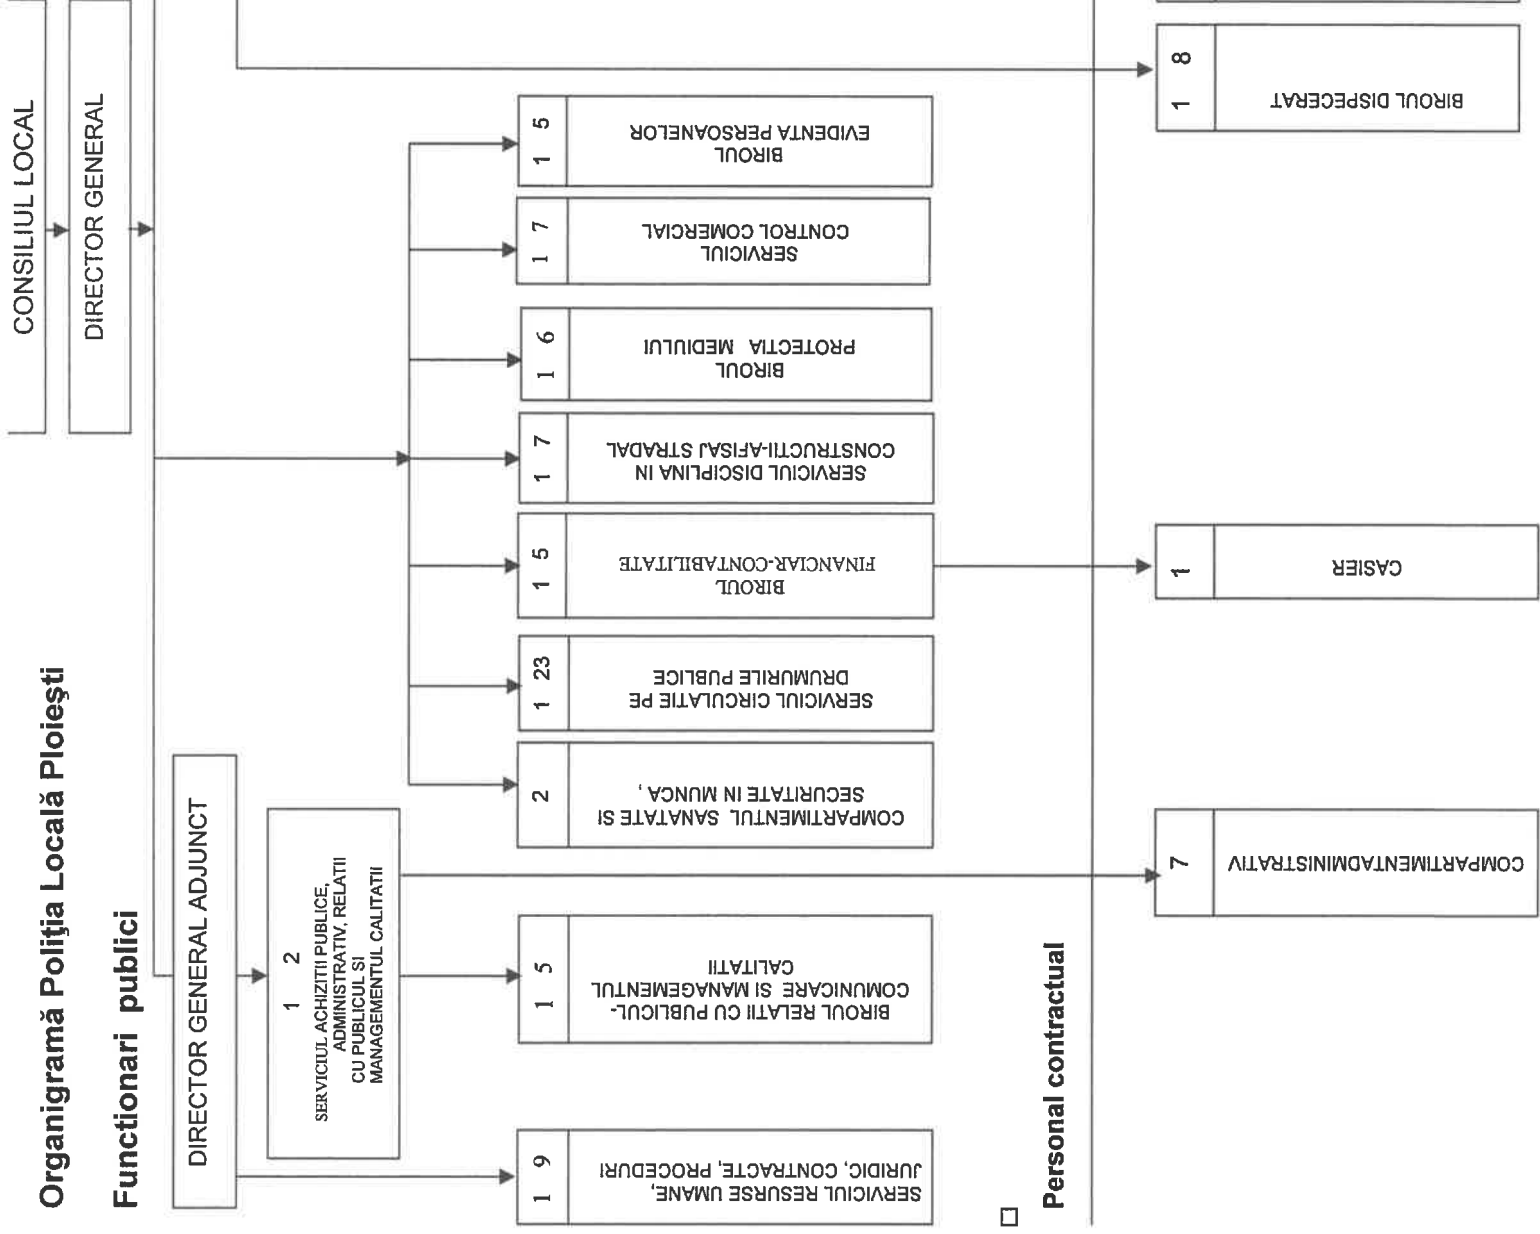 Organigramă Poliţia Locală Ploieşti
CONSILIUL LOCAL
DIRECTOR GENERAL
Functionari publici
DIRECTOR GENERAL ADJUNCT
1 2
SERVICIUL ACHIZITII PUBLICE,
ADMINISTRATIV, RELATII
CU PUBLICUL SI
MANAGEMENTUL CALITATII
1 9
SERVICIUL RESURSE UMANE,
JURIDIC, CONTRACTE, PROCEDURI
1 5
BIROUL RELATII CU PUBLICUL-
COMUNICARE SI MANAGEMENTUL
CALITATII
2
COMPARTIMENTUL SANATATE SI
SECURITATE IN MUNCA ,
1 23
SERVICIUL CIRCULATIE PE
DRUMURILE PUBLICE
1 5
BIROUL
FINANCIAR-CONTABILITATE
1 7
SERVICIUL DISCIPLINA IN
CONSTRUCTII-AFISAJ STRADAL
1 6
BIROUL
PROTECTIA MEDIULUI
1 7
SERVICIUL
CONTROL COMERCIAL
1 5
BIROUL
EVIDENTA PERSOANELOR
Personal contractual
7
COMPARTIMENTADMINISTRATIV
1
CASIER
1 8
BIROUL DISPECERAT